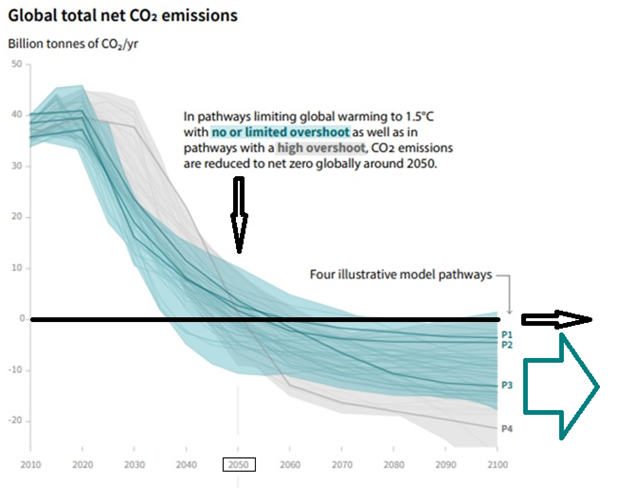 Global total net CO₂ emissions
Billion tonnes of CO₂/yr
50
40
30
20
10
0
-10
-20
In pathways limiting global warming to 1.5°C
with no or limited overshoot as well as in
pathways with a high overshoot, CO₂ emissions
are reduced to net zero globally around 2050.
Four illustrative model pathways
P1
P2
P3
P4
2010 2020 2030 2040 2050 2060 2070 2080 2090 2100